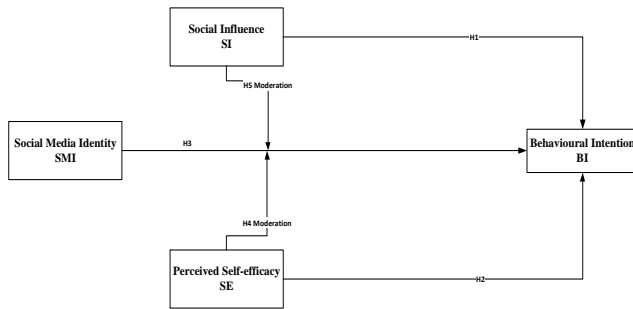 Social Influence
SI
H1
H5 Moderation
Social Media Identity
SMI
H3
Behavioural Intention
BI
H4 Moderation
Perceived Self-efficacy
SE
H2